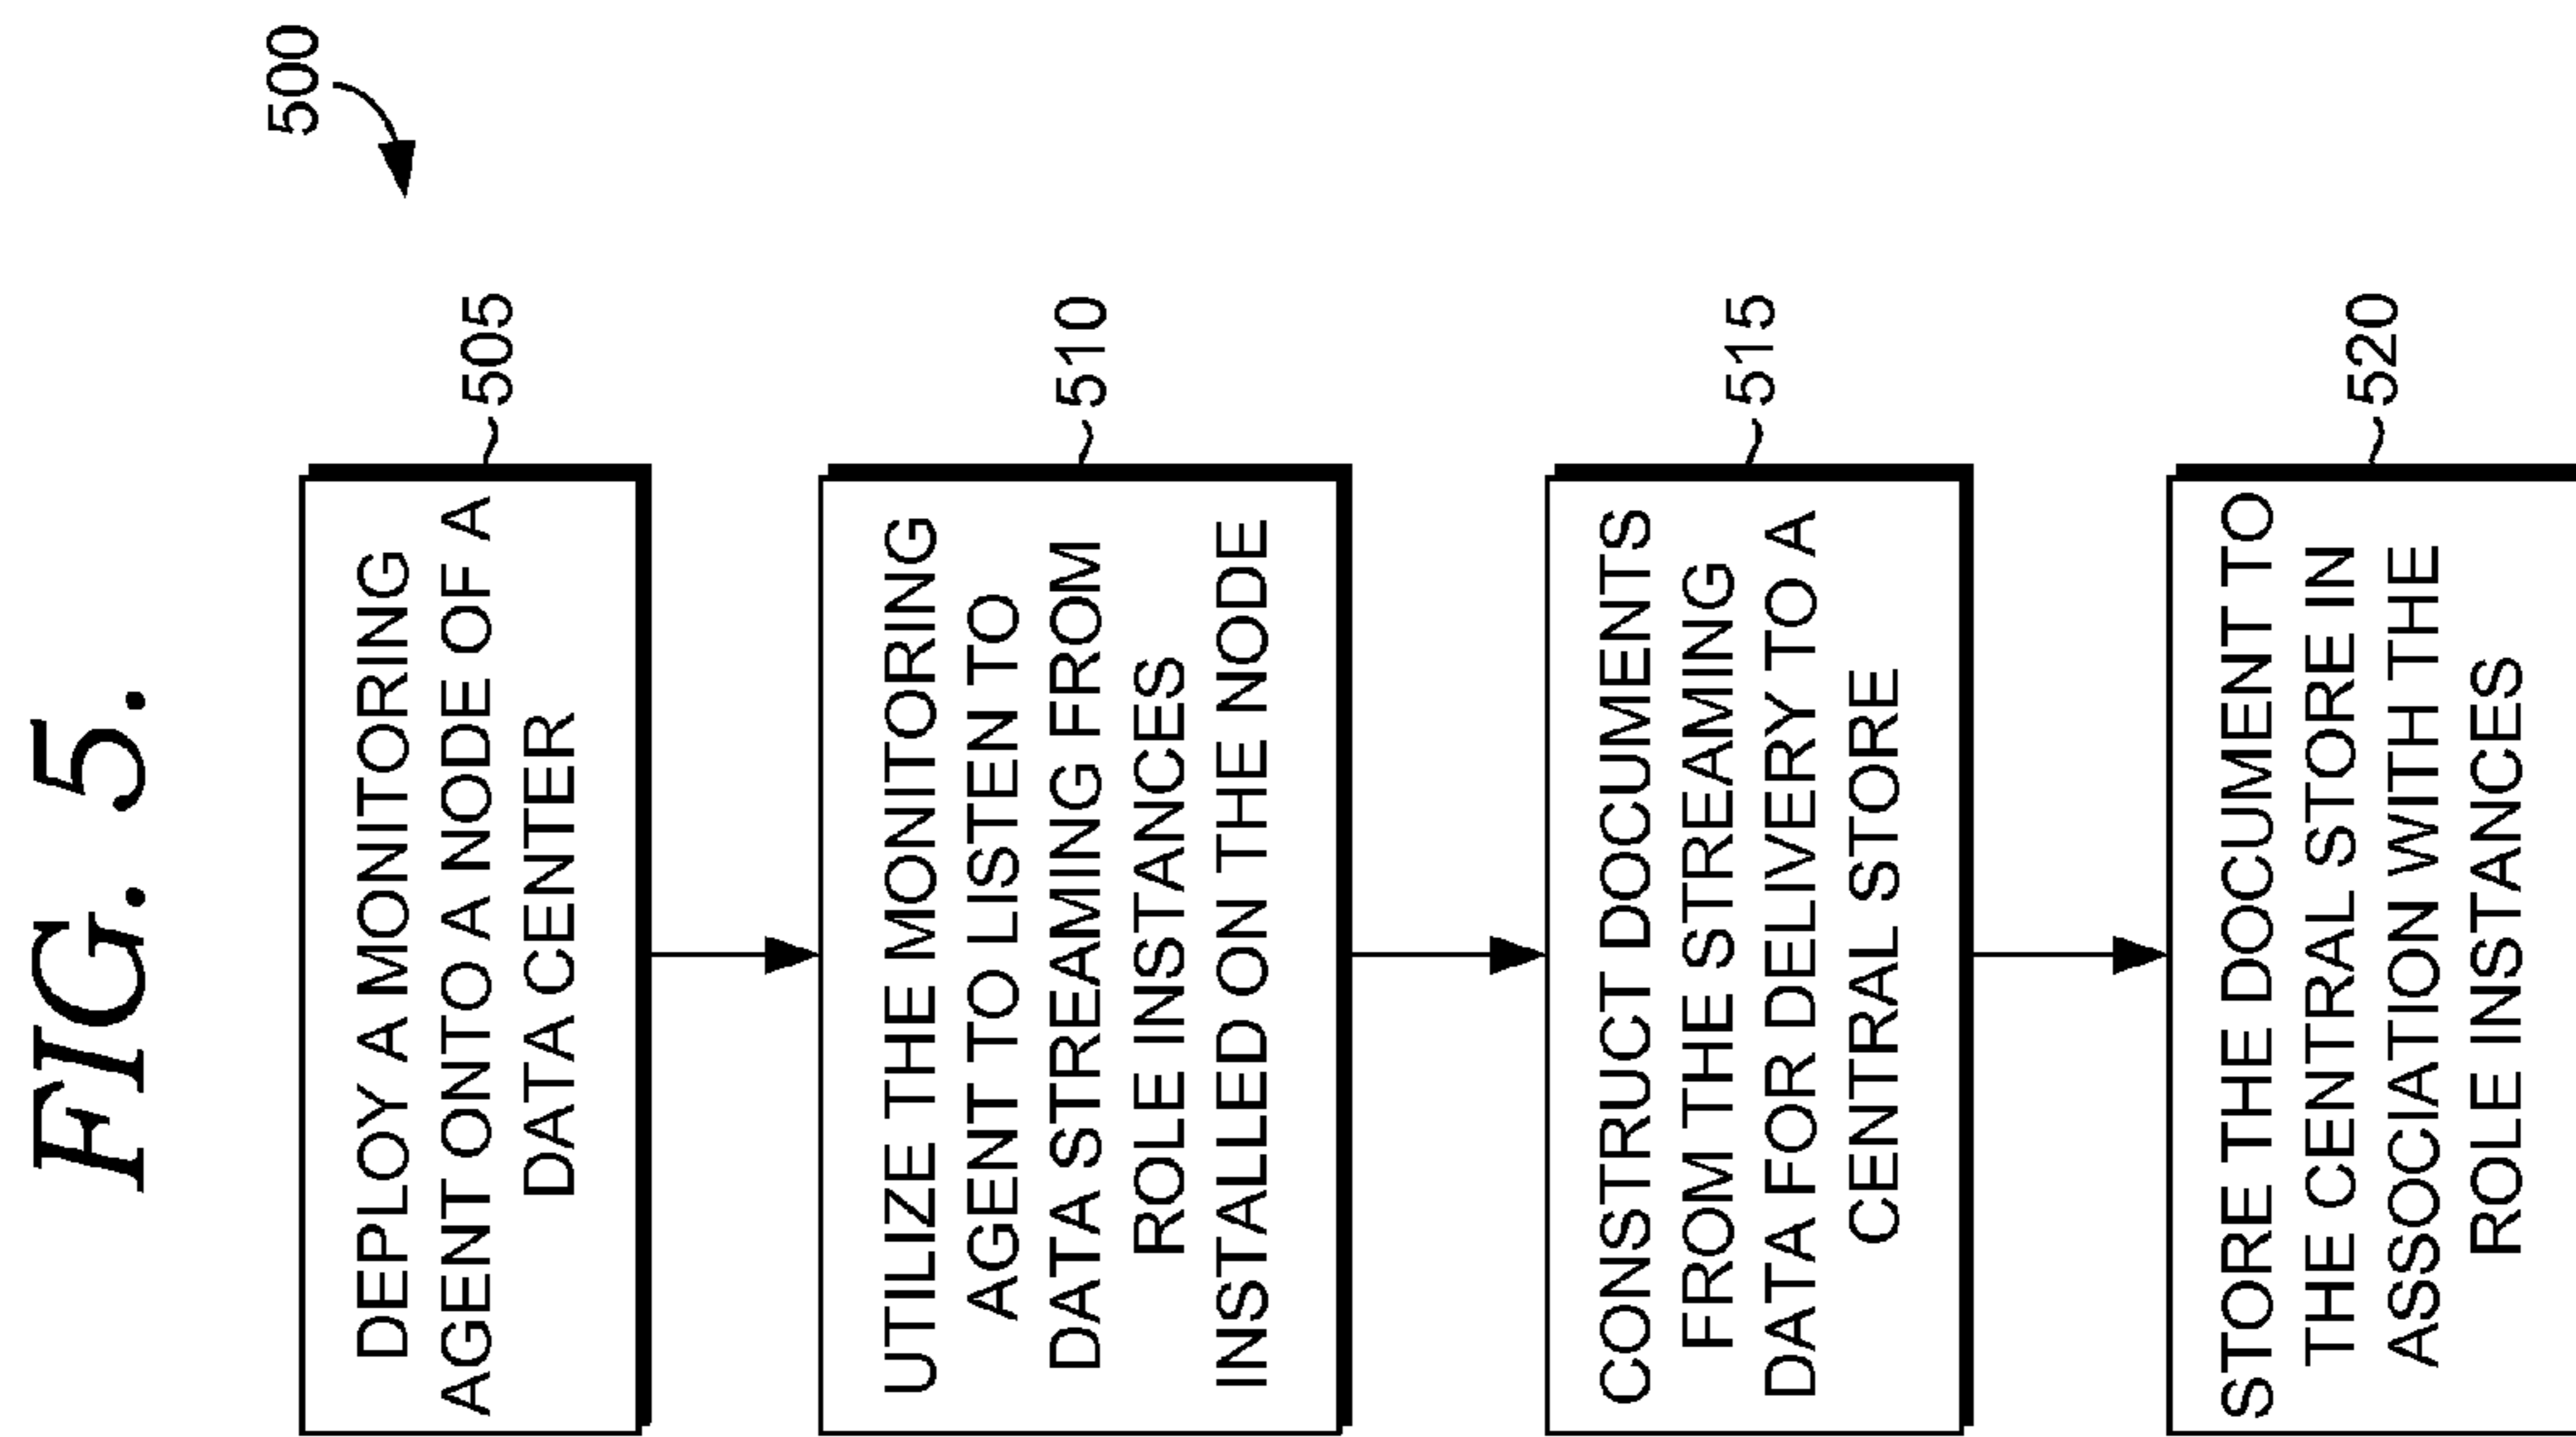 FIG. 5.
500
DEPLOY A MONITORING
AGENT ONTO A NODE OF A
DATA CENTER
505
UTILIZE THE MONITORING
AGENT TO LISTEN TO
DATA STREAMING FROM
ROLE INSTANCES
INSTALLED ON THE NODE
510
CONSTRUCT DOCUMENTS
FROM THE STREAMING
DATA FOR DELIVERY TO A
CENTRAL STORE
515
STORE THE DOCUMENT TO
THE CENTRAL STORE IN
ASSOCIATION WITH THE
ROLE INSTANCES
520